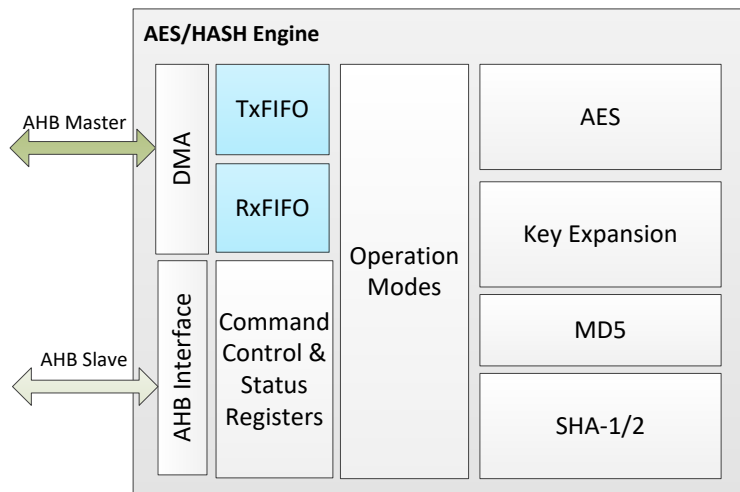 AES/HASH Engine
AHB Master
DMA
TxFIFO
RxFIFO
AHB Slave
AHB Interface
Command
Control &
Status
Registers
Operation
Modes
AES
Key Expansion
MD5
SHA-1/2